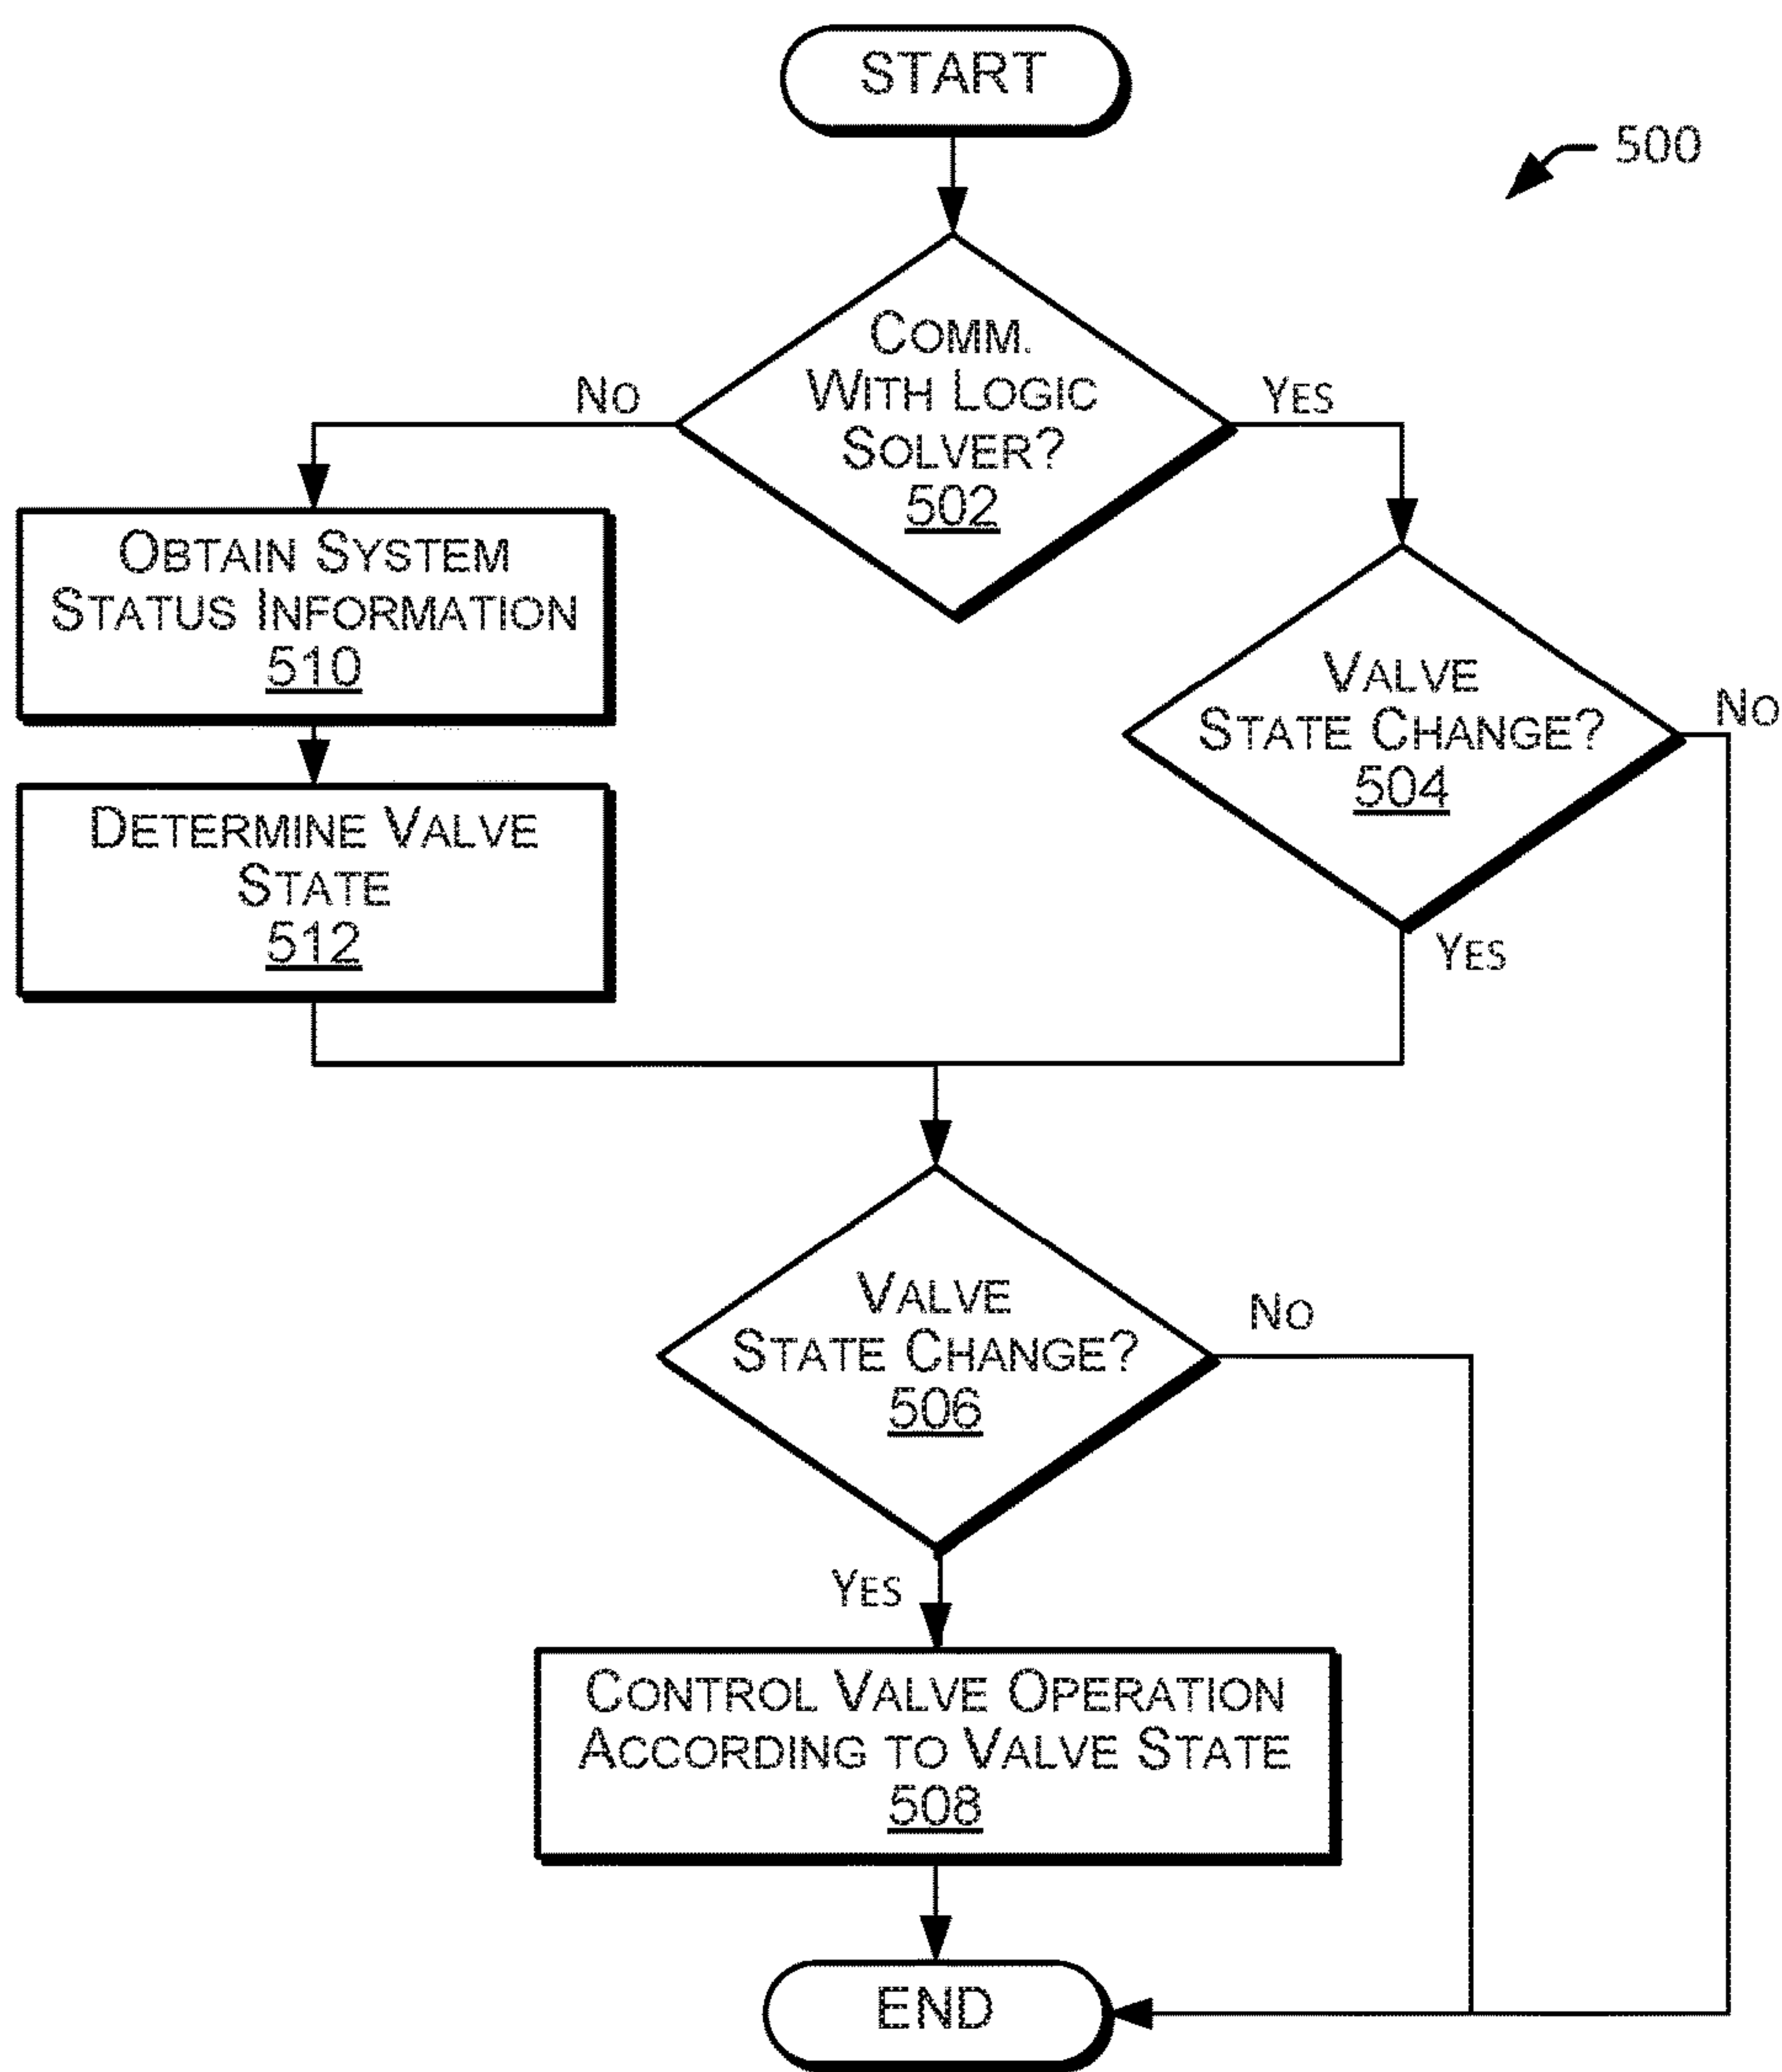 START
500
COMM.
WITH LOGIC
SOLVER?
502
NO
YES
OBTAIN SYSTEM
STATUS INFORMATION
510
VALVE
STATE CHANGE?
504
NO
YES
DETERMINE VALVE
STATE
512
VALVE
STATE CHANGE?
506
NO
YES
CONTROL VALVE OPERATION
ACCORDING TO VALVE STATE
508
END